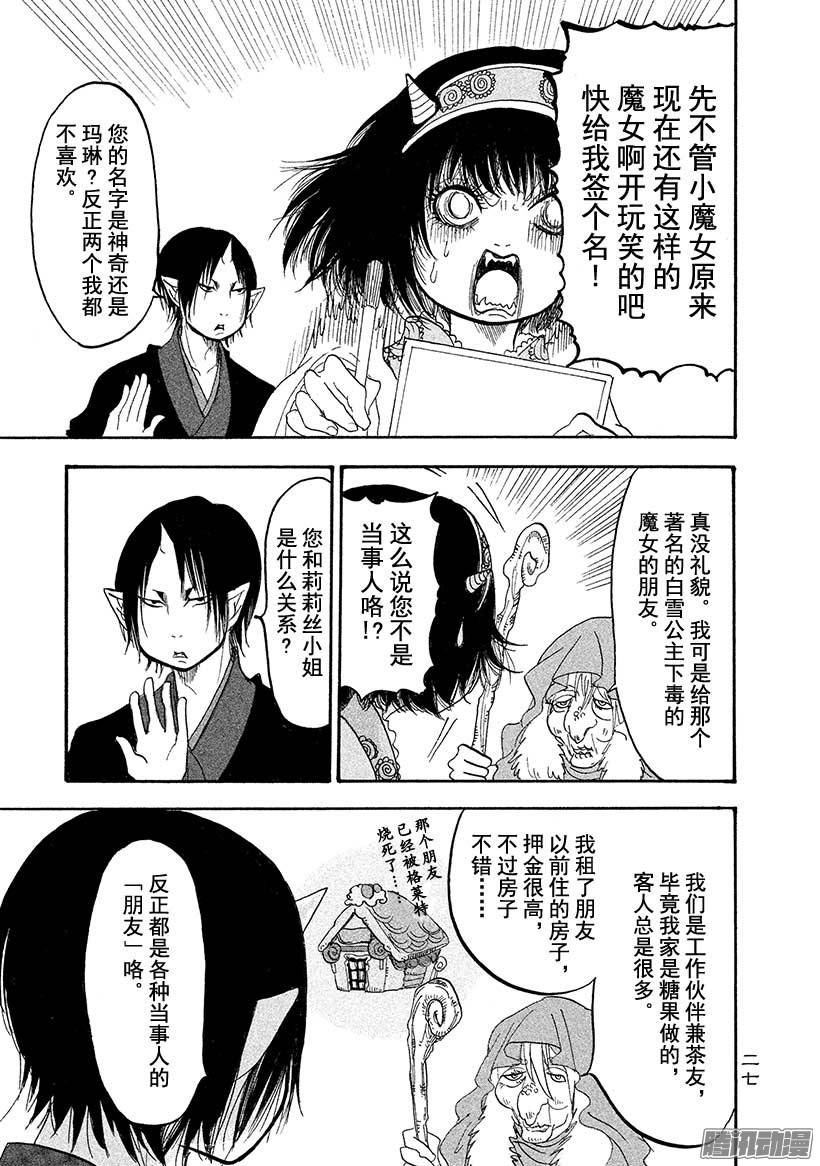 先不管小魔女原来
现在还有这样的
魔女啊开玩笑的吧
快给我签个名！
您的名字是神奇还是
玛琳？反正两个我都
不喜欢。
真没礼貌。我可是给那个
著名的白雪公主下毒的
魔女的朋友。
这么说您不是
当事人咯！？
您和莉莉丝小姐
是什么关系？
我们是工作伙伴兼茶友，
毕竟我家是糖果做的，
客人总是很多。
我租了朋友
以前住的房子，
押金很高，
不过房子
不错……
那个朋友
已经被格莱特
烧死了……
反正都是各种当事人的
「朋友」咯。
二七
腾讯动漫